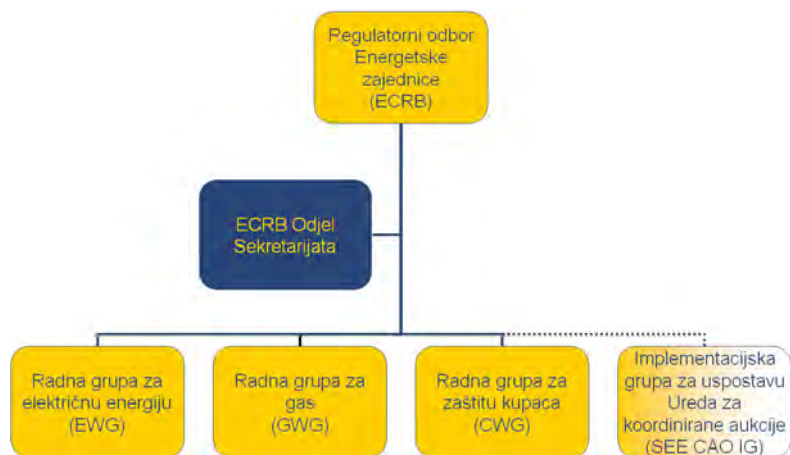 Pegulatorni odbor
Energetske
zajednice
(ECRB)
ECRB Odjel
Sekretarijata
Radna grupa za
električnu energiju
(EWG)
Radna grupa za
gas
(GWG)
Radna grupa za
zaštitu kupaca
(CWG)
Implementacijska
grupa za uspostavu
Ureda za
koordinirane aukcije
(SEE CAO IG)